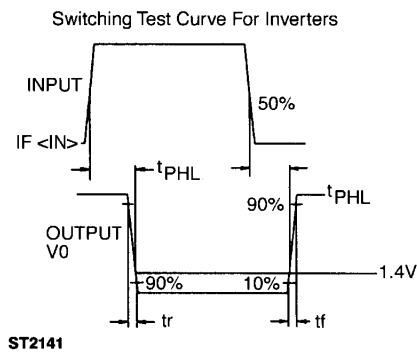 Switching Test Curve For Inverters
INPUT
50%
IF <IN>
tPHL
90%
tPHL
OUTPUT
V0
1.4V
90%
10%
tr
tf
ST2141